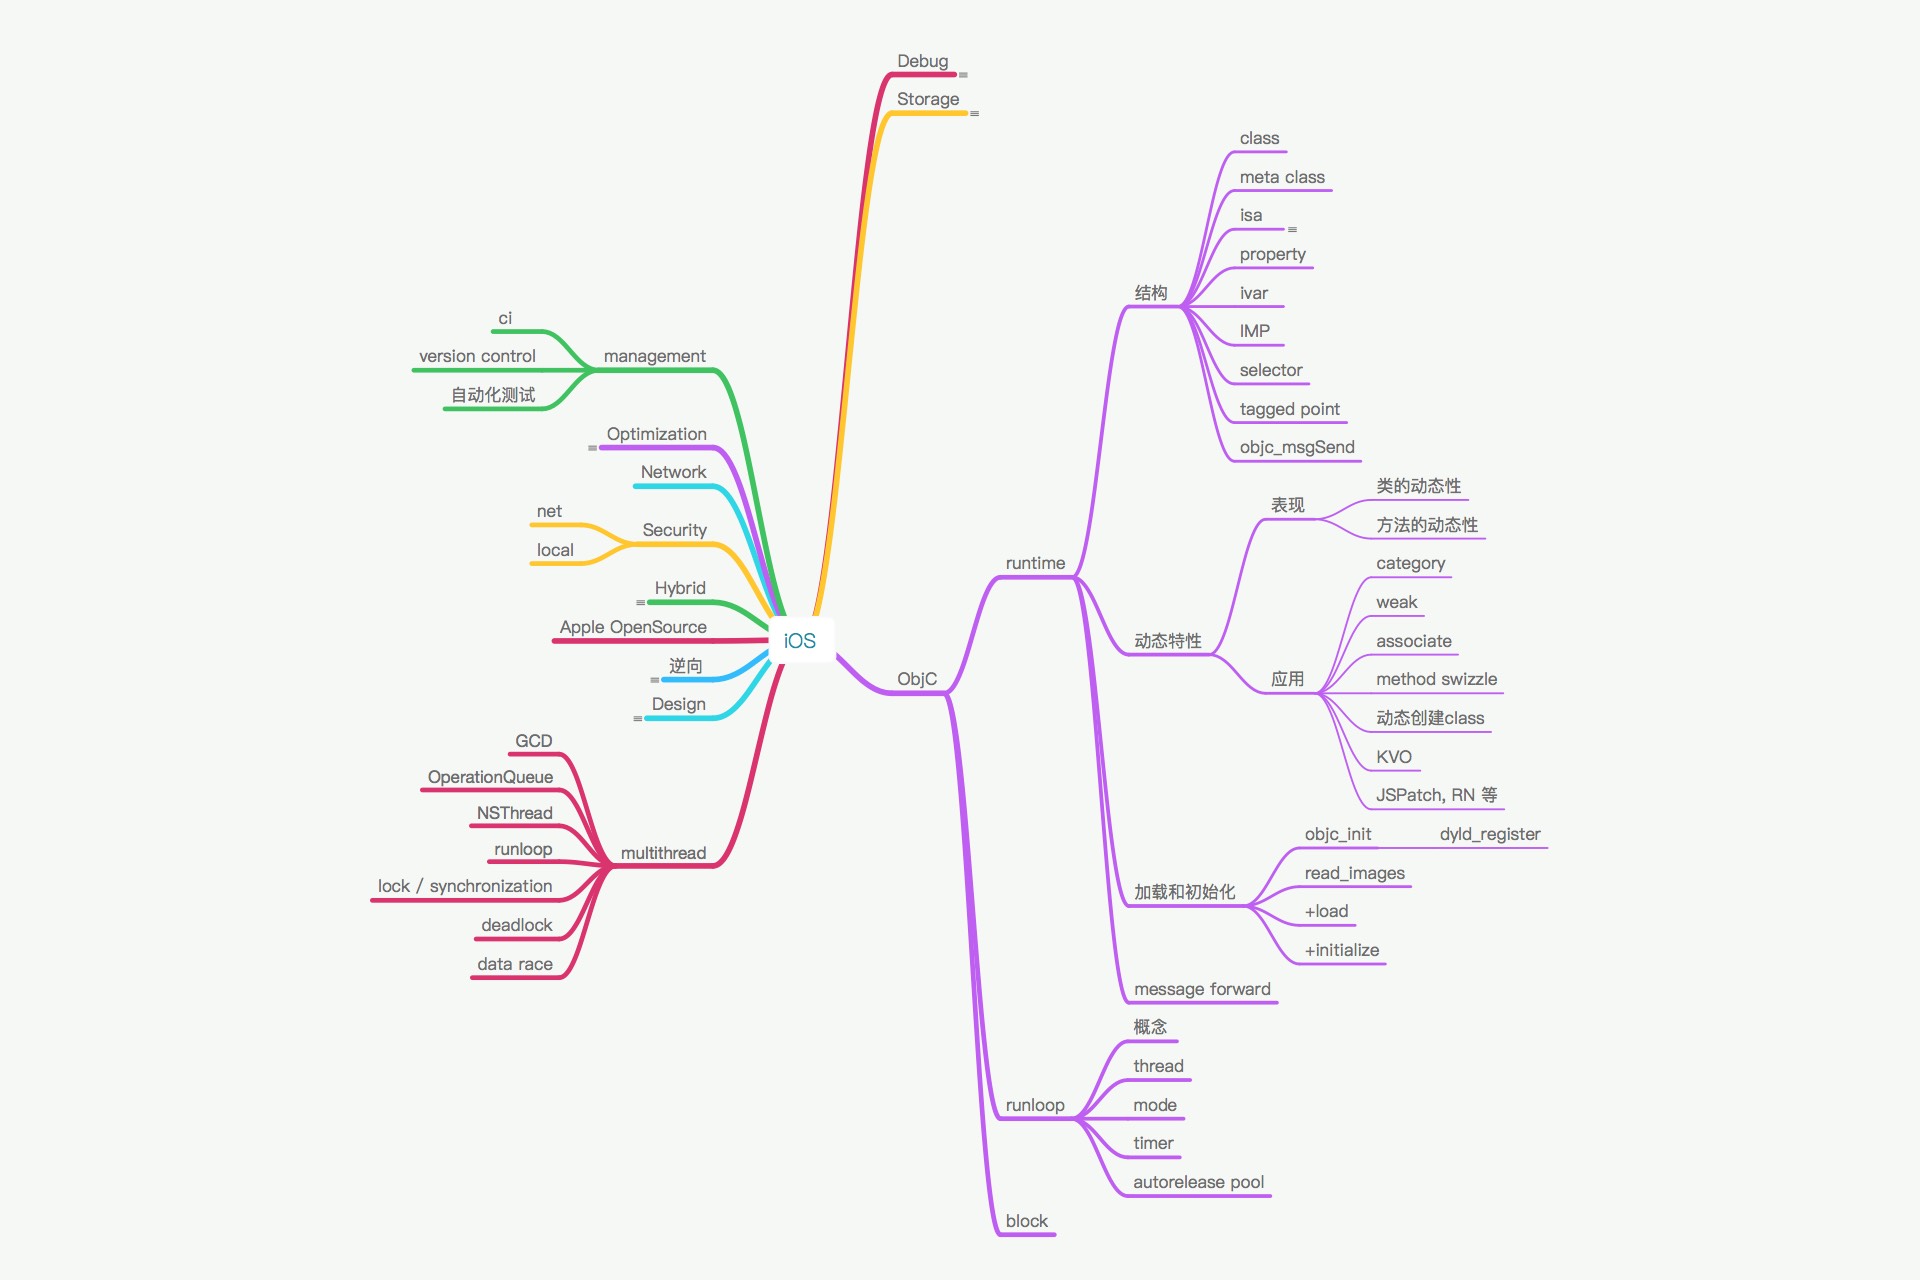 Debug
Storage
class
meta class
isa
property
结构
ivar
IMP
selector
tagged point
objc_msgSend
表现
类的动态性
方法的动态性
runtime
动态特性
category
weak
associate
应用
method swizzle
动态创建class
KVO
JSPatch, RN 等
objc_init
dyld_register
加载和初始化
read_images
+load
+initialize
message forward
ObjC
runloop
概念
thread
mode
timer
autorelease pool
block
iOS
ci
version control
management
自动化测试
Optimization
Network
net
Security
local
Hybrid
Apple OpenSource
逆向
Design
GCD
OperationQueue
NSThread
runloop
multithread
lock / synchronization
deadlock
data race